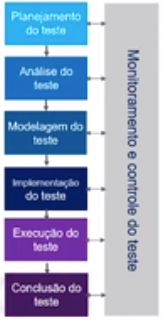 Planejamento do
teste
Análise do
teste
Modelagem do
teste
Implementação
do teste
Execução do
teste
Conclusão do
teste
Monitoramento e controle do teste